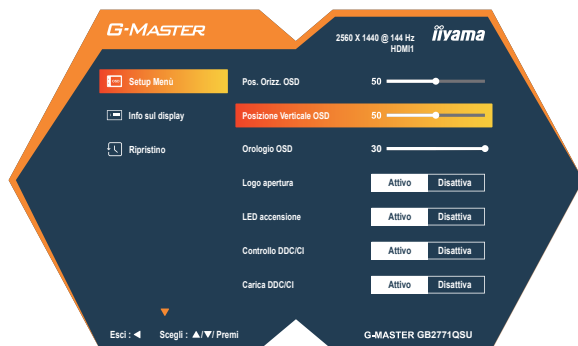 G-MASTER
2560 X 1440 @ 144 Hz
HDMI1
iiyama
Setup Menù
Pos. Orizz. OSD 50
Info sul display
Posizione Verticale OSD 50
Ripristino
Orologio OSD 30
Logo apertura Attivo Disattiva
LED accensione Attivo Disattiva
Controllo DDC/CI Attivo Disattiva
Carica DDC/CI Attivo Disattiva
Esci : ◀ Scegli : ▲/▼/ Premi
G-MASTER GB2771QSU